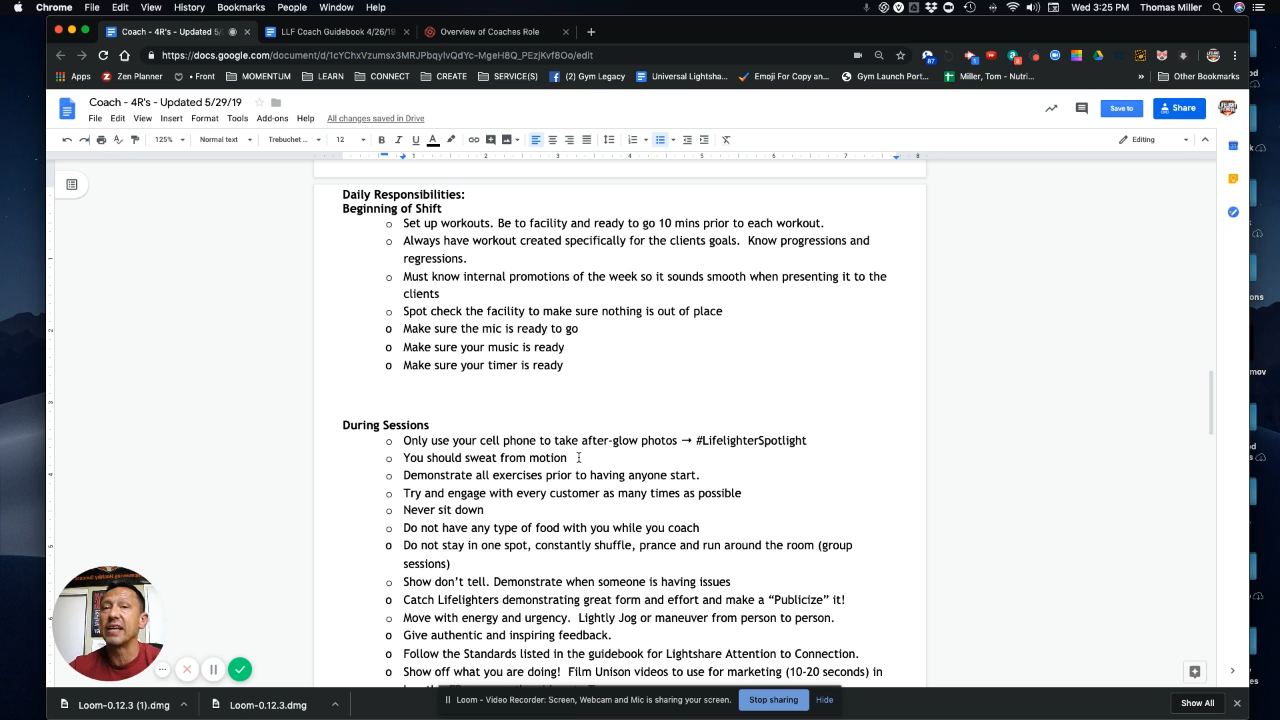 Chrome File Edit View History Bookmarks People Window Help Wed 3:25 PM Thomas Miller
Coach - 4R's - Updated 5/ LLF Coach Guidebook 4/26/19 Overview of Coaches Role
https://docs.google.com/document/d/1cYChxVzumsx3MRJPbqylvQdYc-MgeH8Q_PEzjKvf8Oo/edit
Apps Zen Planner • Front MOMENTUM LEARN CONNECT CREATE SERVICE(S) (2) Gym Legacy Universal Lightsha... Emoji For Copy an... Gym Launch Port... Miller, Tom - Nutri... » Other Bookmarks
Coach - 4R's - Updated 5/29/19
File Edit View Insert Format Tools Add-ons Help All changes saved in Drive
Save to Share
125% Normal text Trebuchet ... 12 B I U A Editing
Daily Responsibilities:
Beginning of Shift
o Set up workouts. Be to facility and ready to go 10 mins prior to each workout.
o Always have workout created specifically for the clients goals. Know progressions and
regressions.
o Must know internal promotions of the week so it sounds smooth when presenting it to the
clients
o Spot check the facility to make sure nothing is out of place
o Make sure the mic is ready to go
o Make sure your music is ready
o Make sure your timer is ready
During Sessions
o Only use your cell phone to take after-glow photos → #LifelighterSpotlight
o You should sweat from motion
o Demonstrate all exercises prior to having anyone start.
o Try and engage with every customer as many times as possible
o Never sit down
o Do not have any type of food with you while you coach
o Do not stay in one spot, constantly shuffle, prance and run around the room (group
sessions)
o Show don't tell. Demonstrate when someone is having issues
o Catch Lifelighters demonstrating great form and effort and make a “Publicize” it!
o Move with energy and urgency. Lightly Jog or maneuver from person to person.
o Give authentic and inspiring feedback.
o Follow the Standards listed in the guidebook for Lightshare Attention to Connection.
o Show off what you are doing! Film Unison videos to use for marketing (10-20 seconds) in
Loom-0.12.3 (1).dmg Loom-0.12.3.dmg Loom - Video Recorder: Screen, Webcam and Mic is sharing your screen. Stop sharing Hide Show All